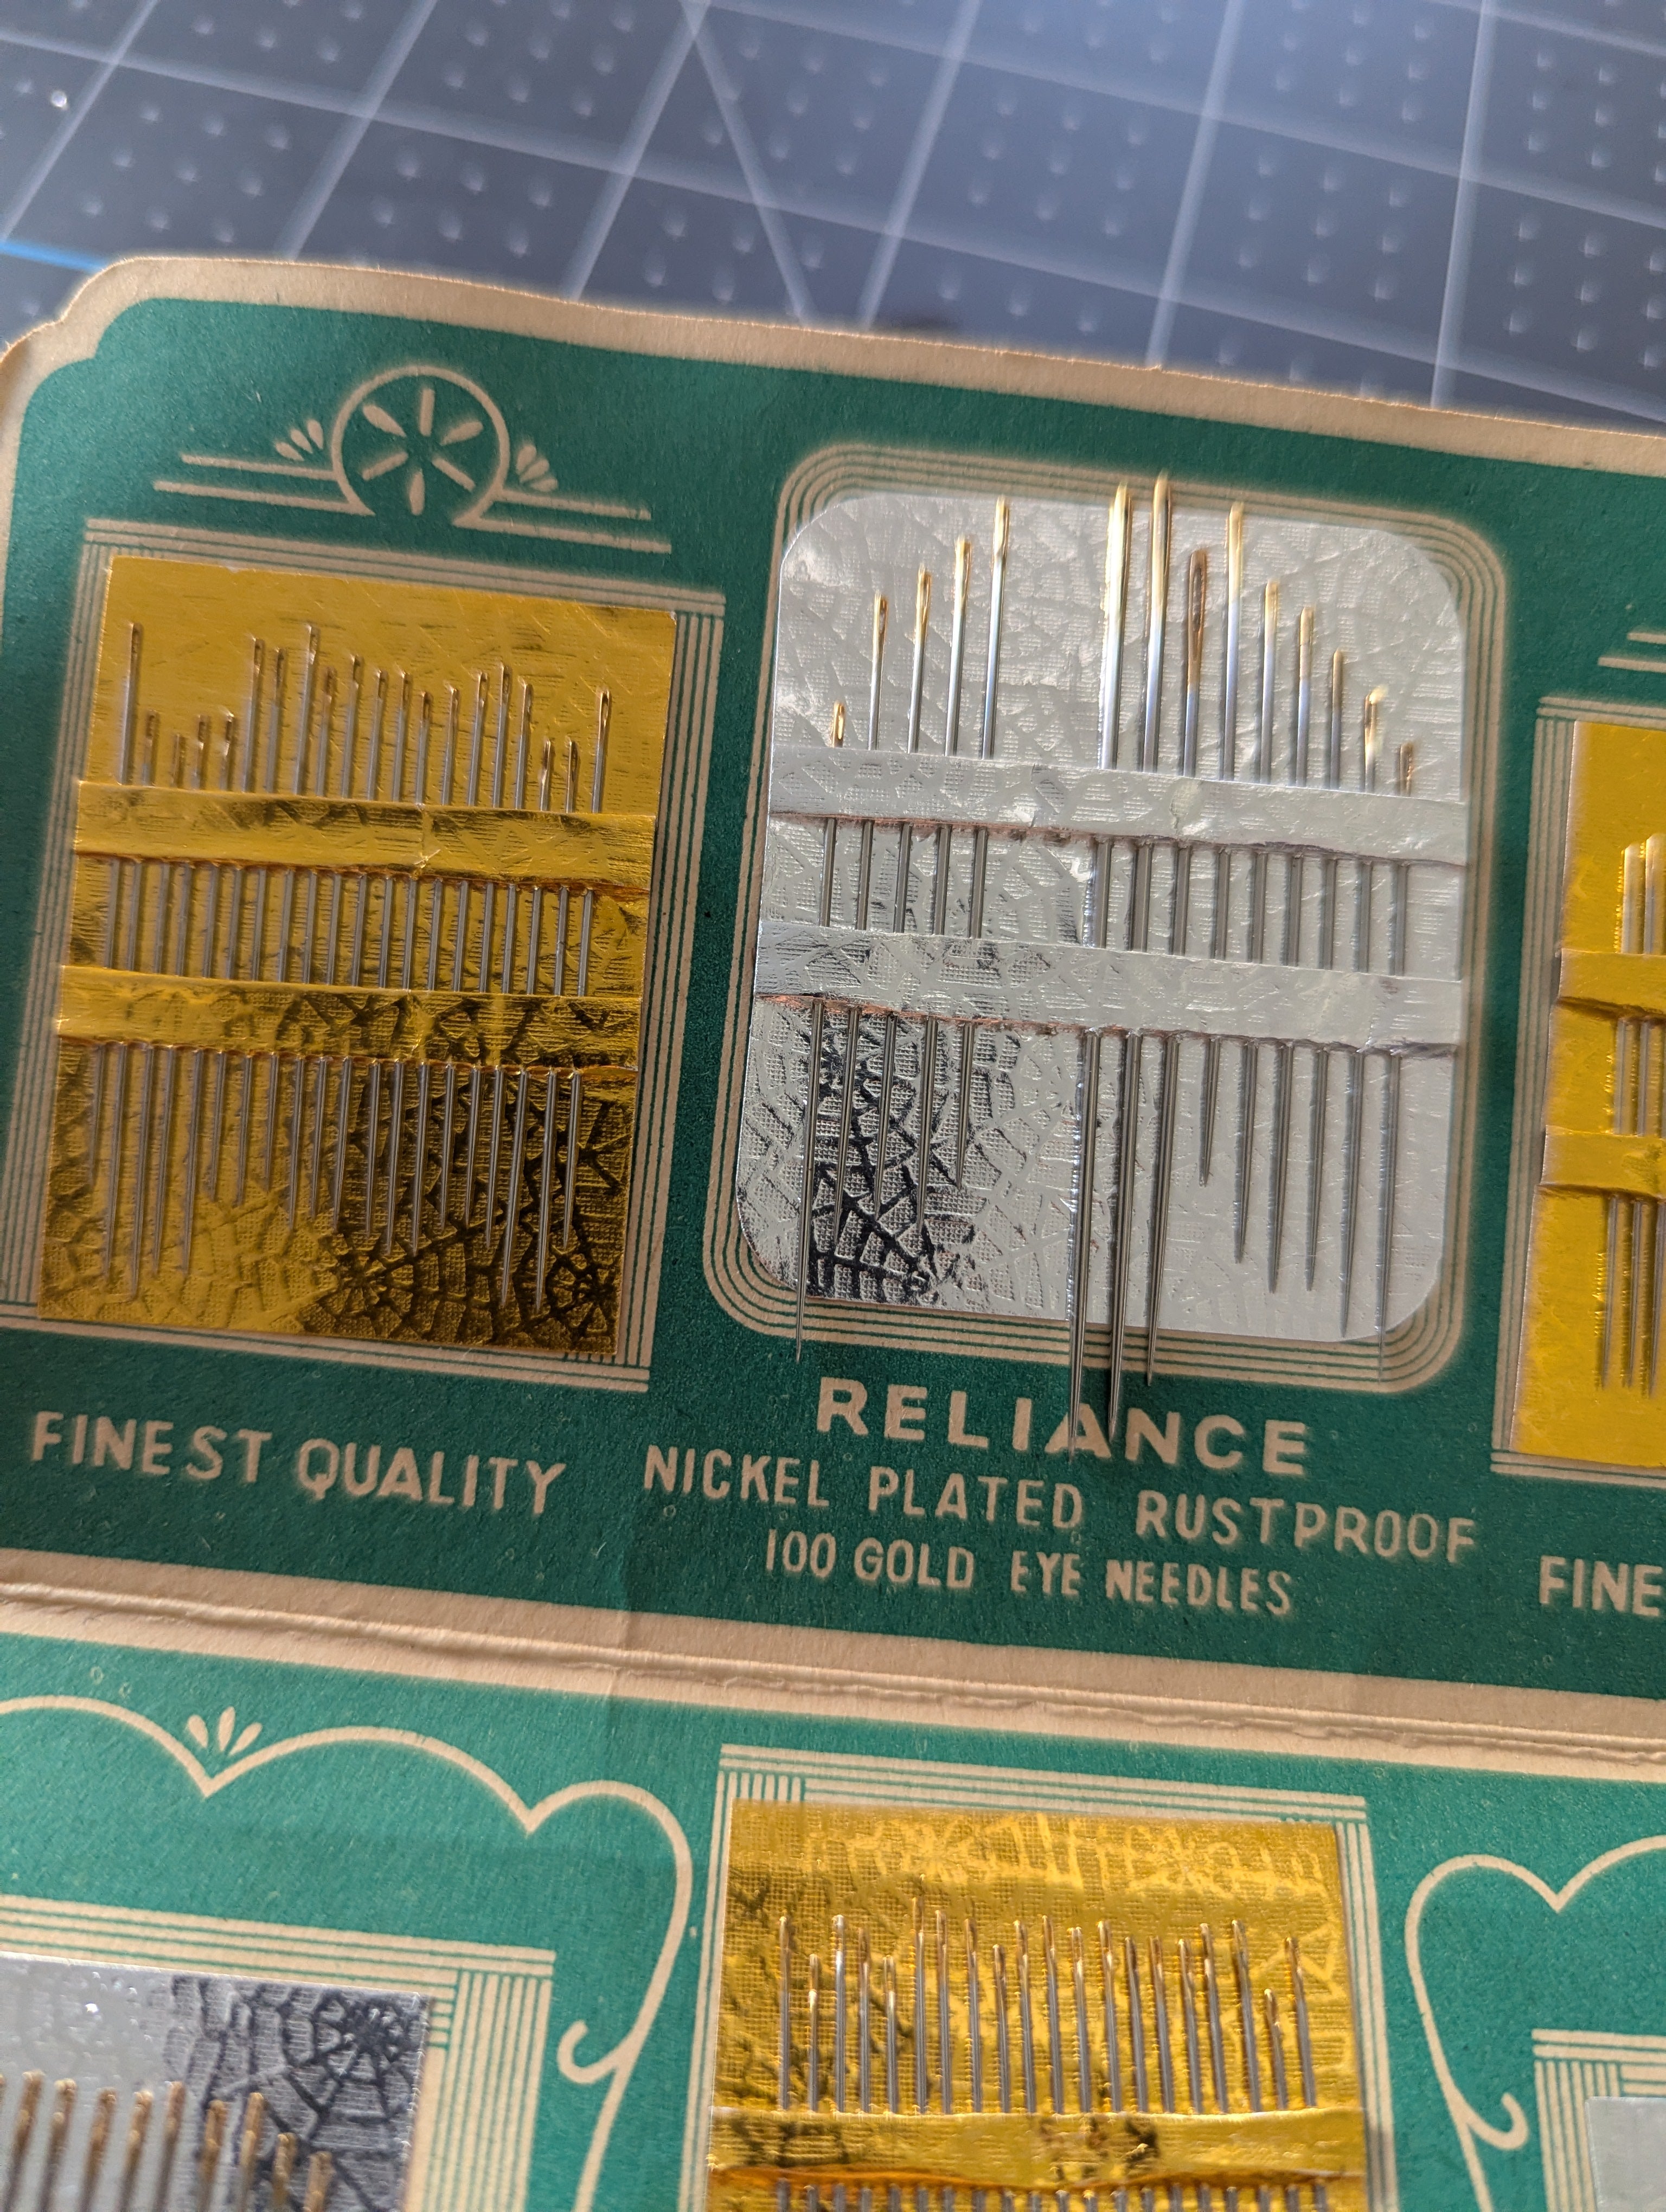 FINEST QUALITY
RELIANCE
NICKEL PLATED RUSTPROOF
100 GOLD EYE NEEDLES
FINE